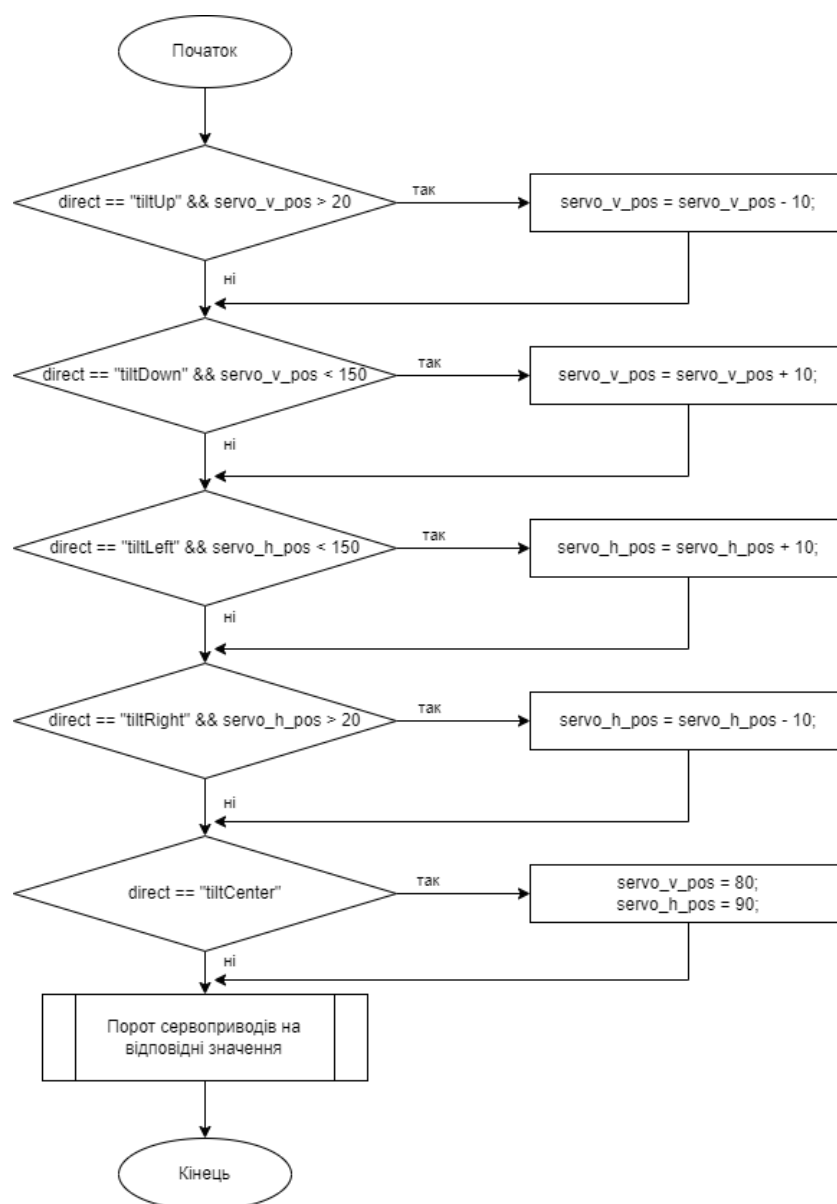 Початок
direct == "tiltUp" && servo_v_pos > 20
так
servo_v_pos = servo_v_pos - 10;
ні
direct == "tiltDown" && servo_v_pos < 150
так
servo_v_pos = servo_v_pos + 10;
ні
direct == "tiltLeft" && servo_h_pos < 150
так
servo_h_pos = servo_h_pos + 10;
ні
direct == "tiltRight" && servo_h_pos > 20
так
servo_h_pos = servo_h_pos - 10;
ні
direct == "tiltCenter"
так
servo_v_pos = 80;
servo_h_pos = 90;
ні
Порот сервоприводів на
відповідні значення
Кінець